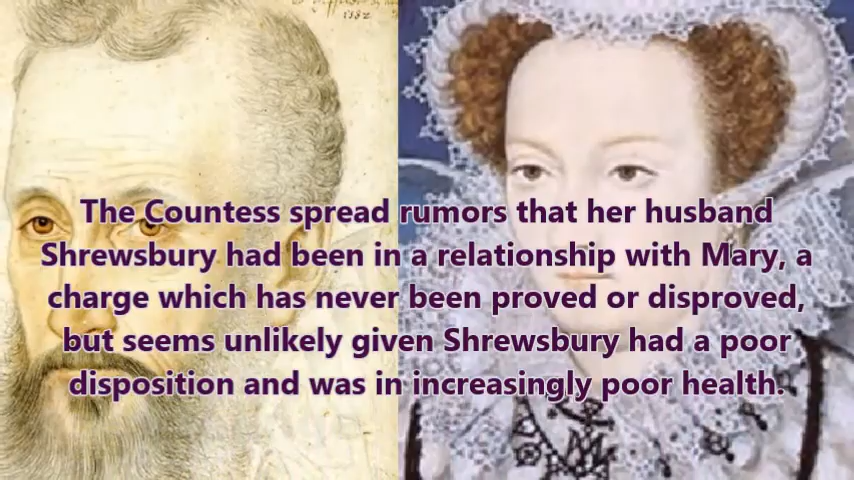 1582
The Countess spread rumors that her husband
Shrewsbury had been in a relationship with Mary, a
charge which has never been proved or disproved,
but seems unlikely given Shrewsbury had a poor
disposition and was in increasingly poor health.